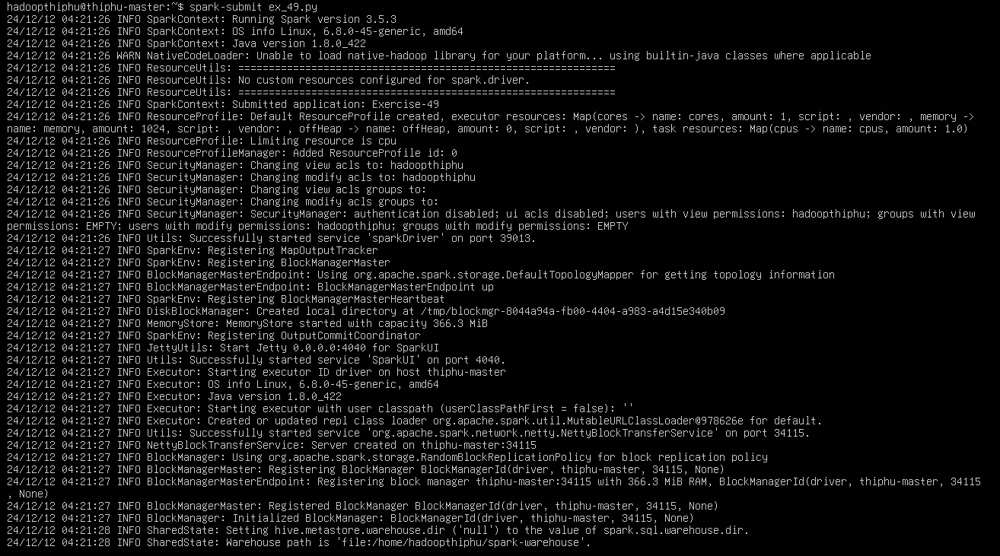 hadoopthiphu@thiphu-master:~$ spark-submit ex_49.py
24/12/12 04:21:26 INFO SparkContext: Running Spark version 3.5.3
24/12/12 04:21:26 INFO SparkContext: OS info Linux, 6.8.0-45-generic, amd64
24/12/12 04:21:26 INFO SparkContext: Java version 1.8.0_422
24/12/12 04:21:26 WARN NativeCodeLoader: Unable to load native-hadoop library for your platform... using builtin-java classes where applicable
24/12/12 04:21:26 INFO ResourceUtils: ==============================================================
24/12/12 04:21:26 INFO ResourceUtils: No custom resources configured for spark.driver.
24/12/12 04:21:26 INFO ResourceUtils: ==============================================================
24/12/12 04:21:26 INFO SparkContext: Submitted application: Exercise-49
24/12/12 04:21:26 INFO ResourceProfile: Default ResourceProfile created, executor resources: Map(cores -> name: cores, amount: 1, script: , vendor: , memory ->
name: memory, amount: 1024, script: , vendor: , offHeap -> name: offHeap, amount: 0, script: , vendor: ), task resources: Map(cpus -> name: cpus, amount: 1.0)
24/12/12 04:21:26 INFO ResourceProfile: Limiting resource is cpu
24/12/12 04:21:26 INFO ResourceProfileManager: Added ResourceProfile id: 0
24/12/12 04:21:26 INFO SecurityManager: Changing view acls to: hadoopthiphu
24/12/12 04:21:26 INFO SecurityManager: Changing modify acls to: hadoopthiphu
24/12/12 04:21:26 INFO SecurityManager: Changing view acls groups to:
24/12/12 04:21:26 INFO SecurityManager: Changing modify acls groups to:
24/12/12 04:21:26 INFO SecurityManager: SecurityManager: authentication disabled; ui acls disabled; users with view permissions: hadoopthiphu; groups with view
permissions: EMPTY; users with modify permissions: hadoopthiphu; groups with modify permissions: EMPTY
24/12/12 04:21:26 INFO Utils: Successfully started service 'sparkDriver' on port 39013.
24/12/12 04:21:27 INFO SparkEnv: Registering MapOutputTracker
24/12/12 04:21:27 INFO SparkEnv: Registering BlockManagerMaster
24/12/12 04:21:27 INFO BlockManagerMasterEndpoint: Using org.apache.spark.storage.DefaultTopologyMapper for getting topology information
24/12/12 04:21:27 INFO BlockManagerMasterEndpoint: BlockManagerMasterEndpoint up
24/12/12 04:21:27 INFO SparkEnv: Registering BlockManagerMasterHeartbeat
24/12/12 04:21:27 INFO DiskBlockManager: Created local directory at /tmp/blockmgr-8044a94a-fb00-4404-a983-a4d15e340b09
24/12/12 04:21:27 INFO MemoryStore: MemoryStore started with capacity 366.3 MiB
24/12/12 04:21:27 INFO SparkEnv: Registering OutputCommitCoordinator
24/12/12 04:21:27 INFO JettyUtils: Start Jetty 0.0.0.0:4040 for SparkUI
24/12/12 04:21:27 INFO Utils: Successfully started service 'SparkUI' on port 4040.
24/12/12 04:21:27 INFO Executor: Starting executor ID driver on host thiphu-master
24/12/12 04:21:27 INFO Executor: OS info Linux, 6.8.0-45-generic, amd64
24/12/12 04:21:27 INFO Executor: Java version 1.8.0_422
24/12/12 04:21:27 INFO Executor: Starting executor with user classpath (userClassPathFirst = false): ''
24/12/12 04:21:27 INFO Executor: Created or updated repl class loader org.apache.spark.util.MutableURLClassLoader@978626e for default.
24/12/12 04:21:27 INFO Utils: Successfully started service 'org.apache.spark.network.netty.NettyBlockTransferService' on port 34115.
24/12/12 04:21:27 INFO NettyBlockTransferService: Server created on thiphu-master:34115
24/12/12 04:21:27 INFO BlockManager: Using org.apache.spark.storage.RandomBlockReplicationPolicy for block replication policy
24/12/12 04:21:27 INFO BlockManagerMaster: Registering BlockManager BlockManagerId(driver, thiphu-master, 34115, None)
24/12/12 04:21:27 INFO BlockManagerMasterEndpoint: Registering block manager thiphu-master:34115 with 366.3 MiB RAM, BlockManagerId(driver, thiphu-master, 34115
, None)
24/12/12 04:21:27 INFO BlockManagerMaster: Registered BlockManager BlockManagerId(driver, thiphu-master, 34115, None)
24/12/12 04:21:27 INFO BlockManager: Initialized BlockManager: BlockManagerId(driver, thiphu-master, 34115, None)
24/12/12 04:21:28 INFO SharedState: Setting hive.metastore.warehouse.dir ('null') to the value of spark.sql.warehouse.dir.
24/12/12 04:21:28 INFO SharedState: Warehouse path is 'file:/home/hadoopthiphu/spark-warehouse'.